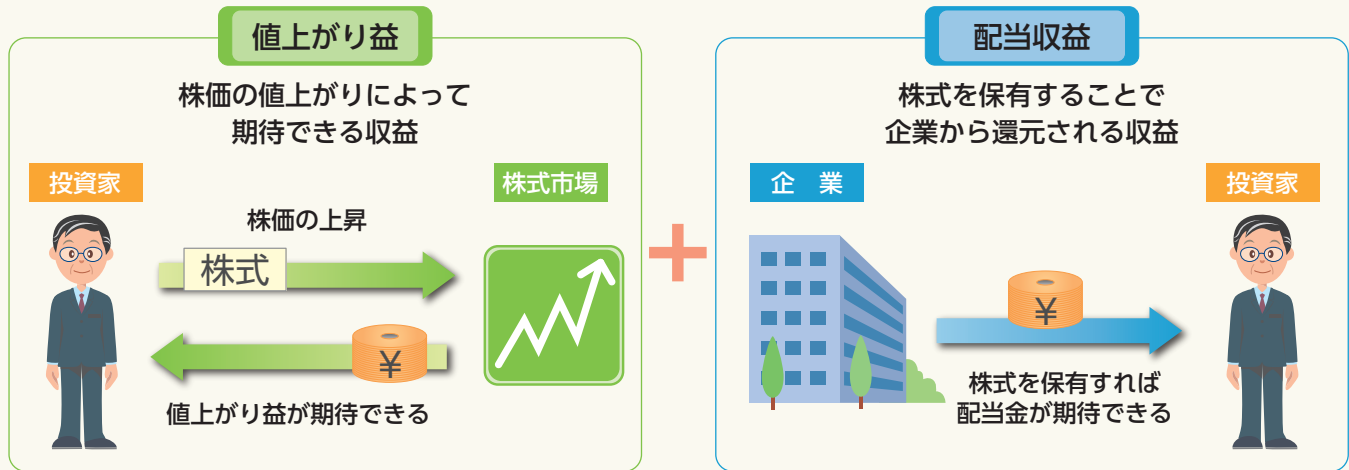 値上がり益
株価の値上がりによって
期待できる収益
投資家
株式市場
株価の上昇
株式
¥
値上がり益が期待できる
+
配当収益
株式を保有することで
企業から還元される収益
企　業
投資家
¥
株式を保有すれば
配当金が期待できる